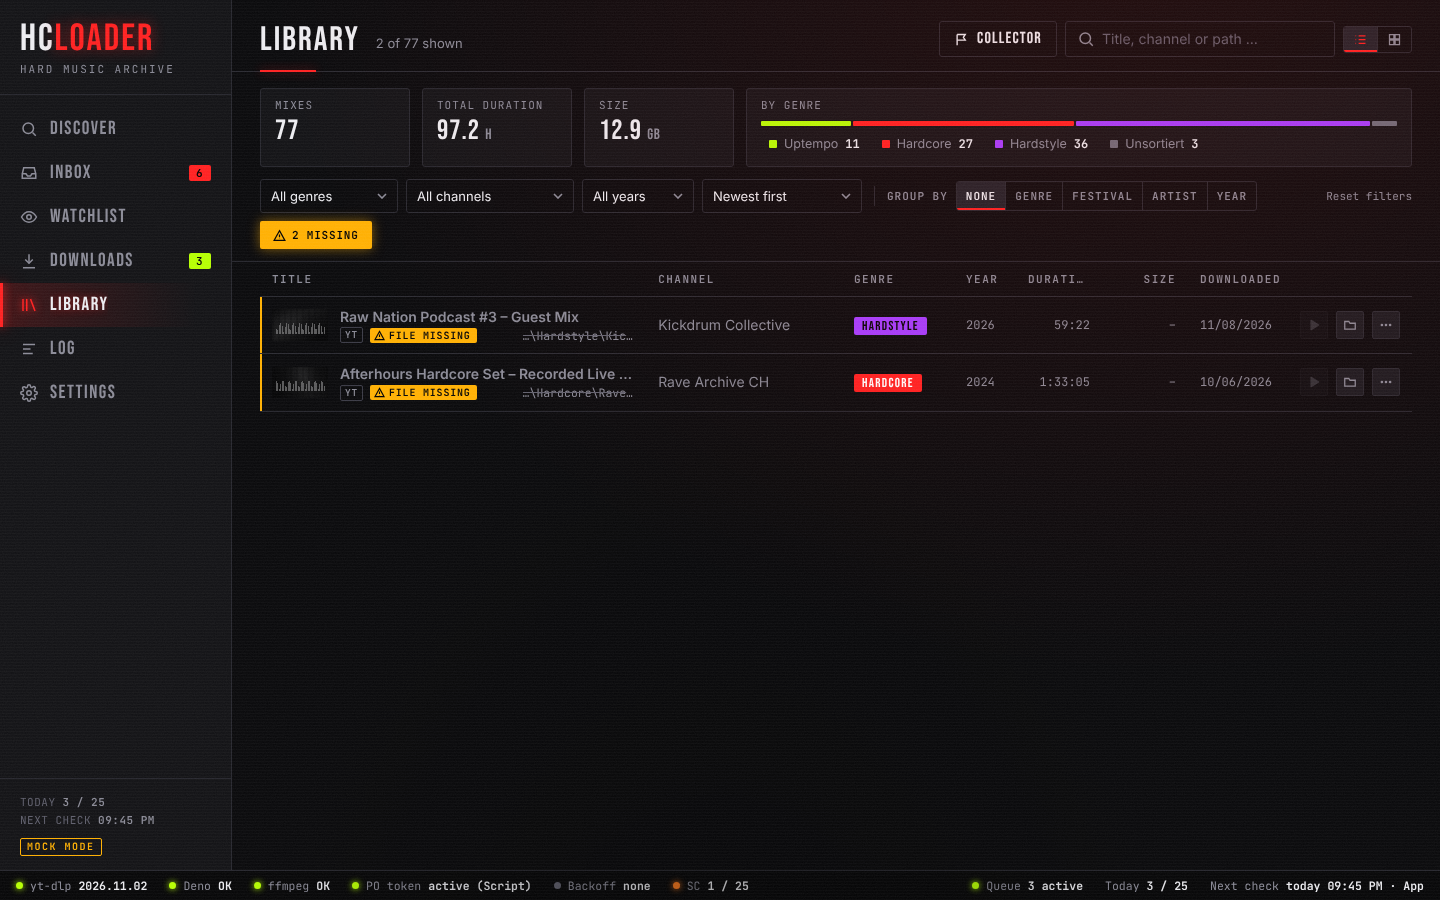 HCLOADER
HARD MUSIC ARCHIVE
DISCOVER
INBOX 6
WATCHLIST
DOWNLOADS 3
LIBRARY
LOG
SETTINGS
TODAY 3 / 25
NEXT CHECK 09:45 PM
MOCK MODE
LIBRARY 2 of 77 shown
COLLECTOR
Title, channel or path ...
MIXES
77
TOTAL DURATION
97.2 H
SIZE
12.9 GB
BY GENRE
Uptempo 11 Hardcore 27 Hardstyle 36 Unsortiert 3
All genres All channels All years Newest first GROUP BY NONE GENRE FESTIVAL ARTIST YEAR Reset filters
2 MISSING
TITLE CHANNEL GENRE YEAR DURATI… SIZE DOWNLOADED
Raw Nation Podcast #3 – Guest Mix
YT FILE MISSING …\Hardstyle\Kic…
Kickdrum Collective HARDSTYLE 2026 59:22 – 11/08/2026
Afterhours Hardcore Set – Recorded Live …
YT FILE MISSING …\Hardcore\Rave…
Rave Archive CH HARDCORE 2024 1:33:05 – 10/06/2026
yt-dlp 2026.11.02 Deno OK ffmpeg OK PO token active (Script) Backoff none SC 1 / 25 Queue 3 active Today 3 / 25 Next check today 09:45 PM · App